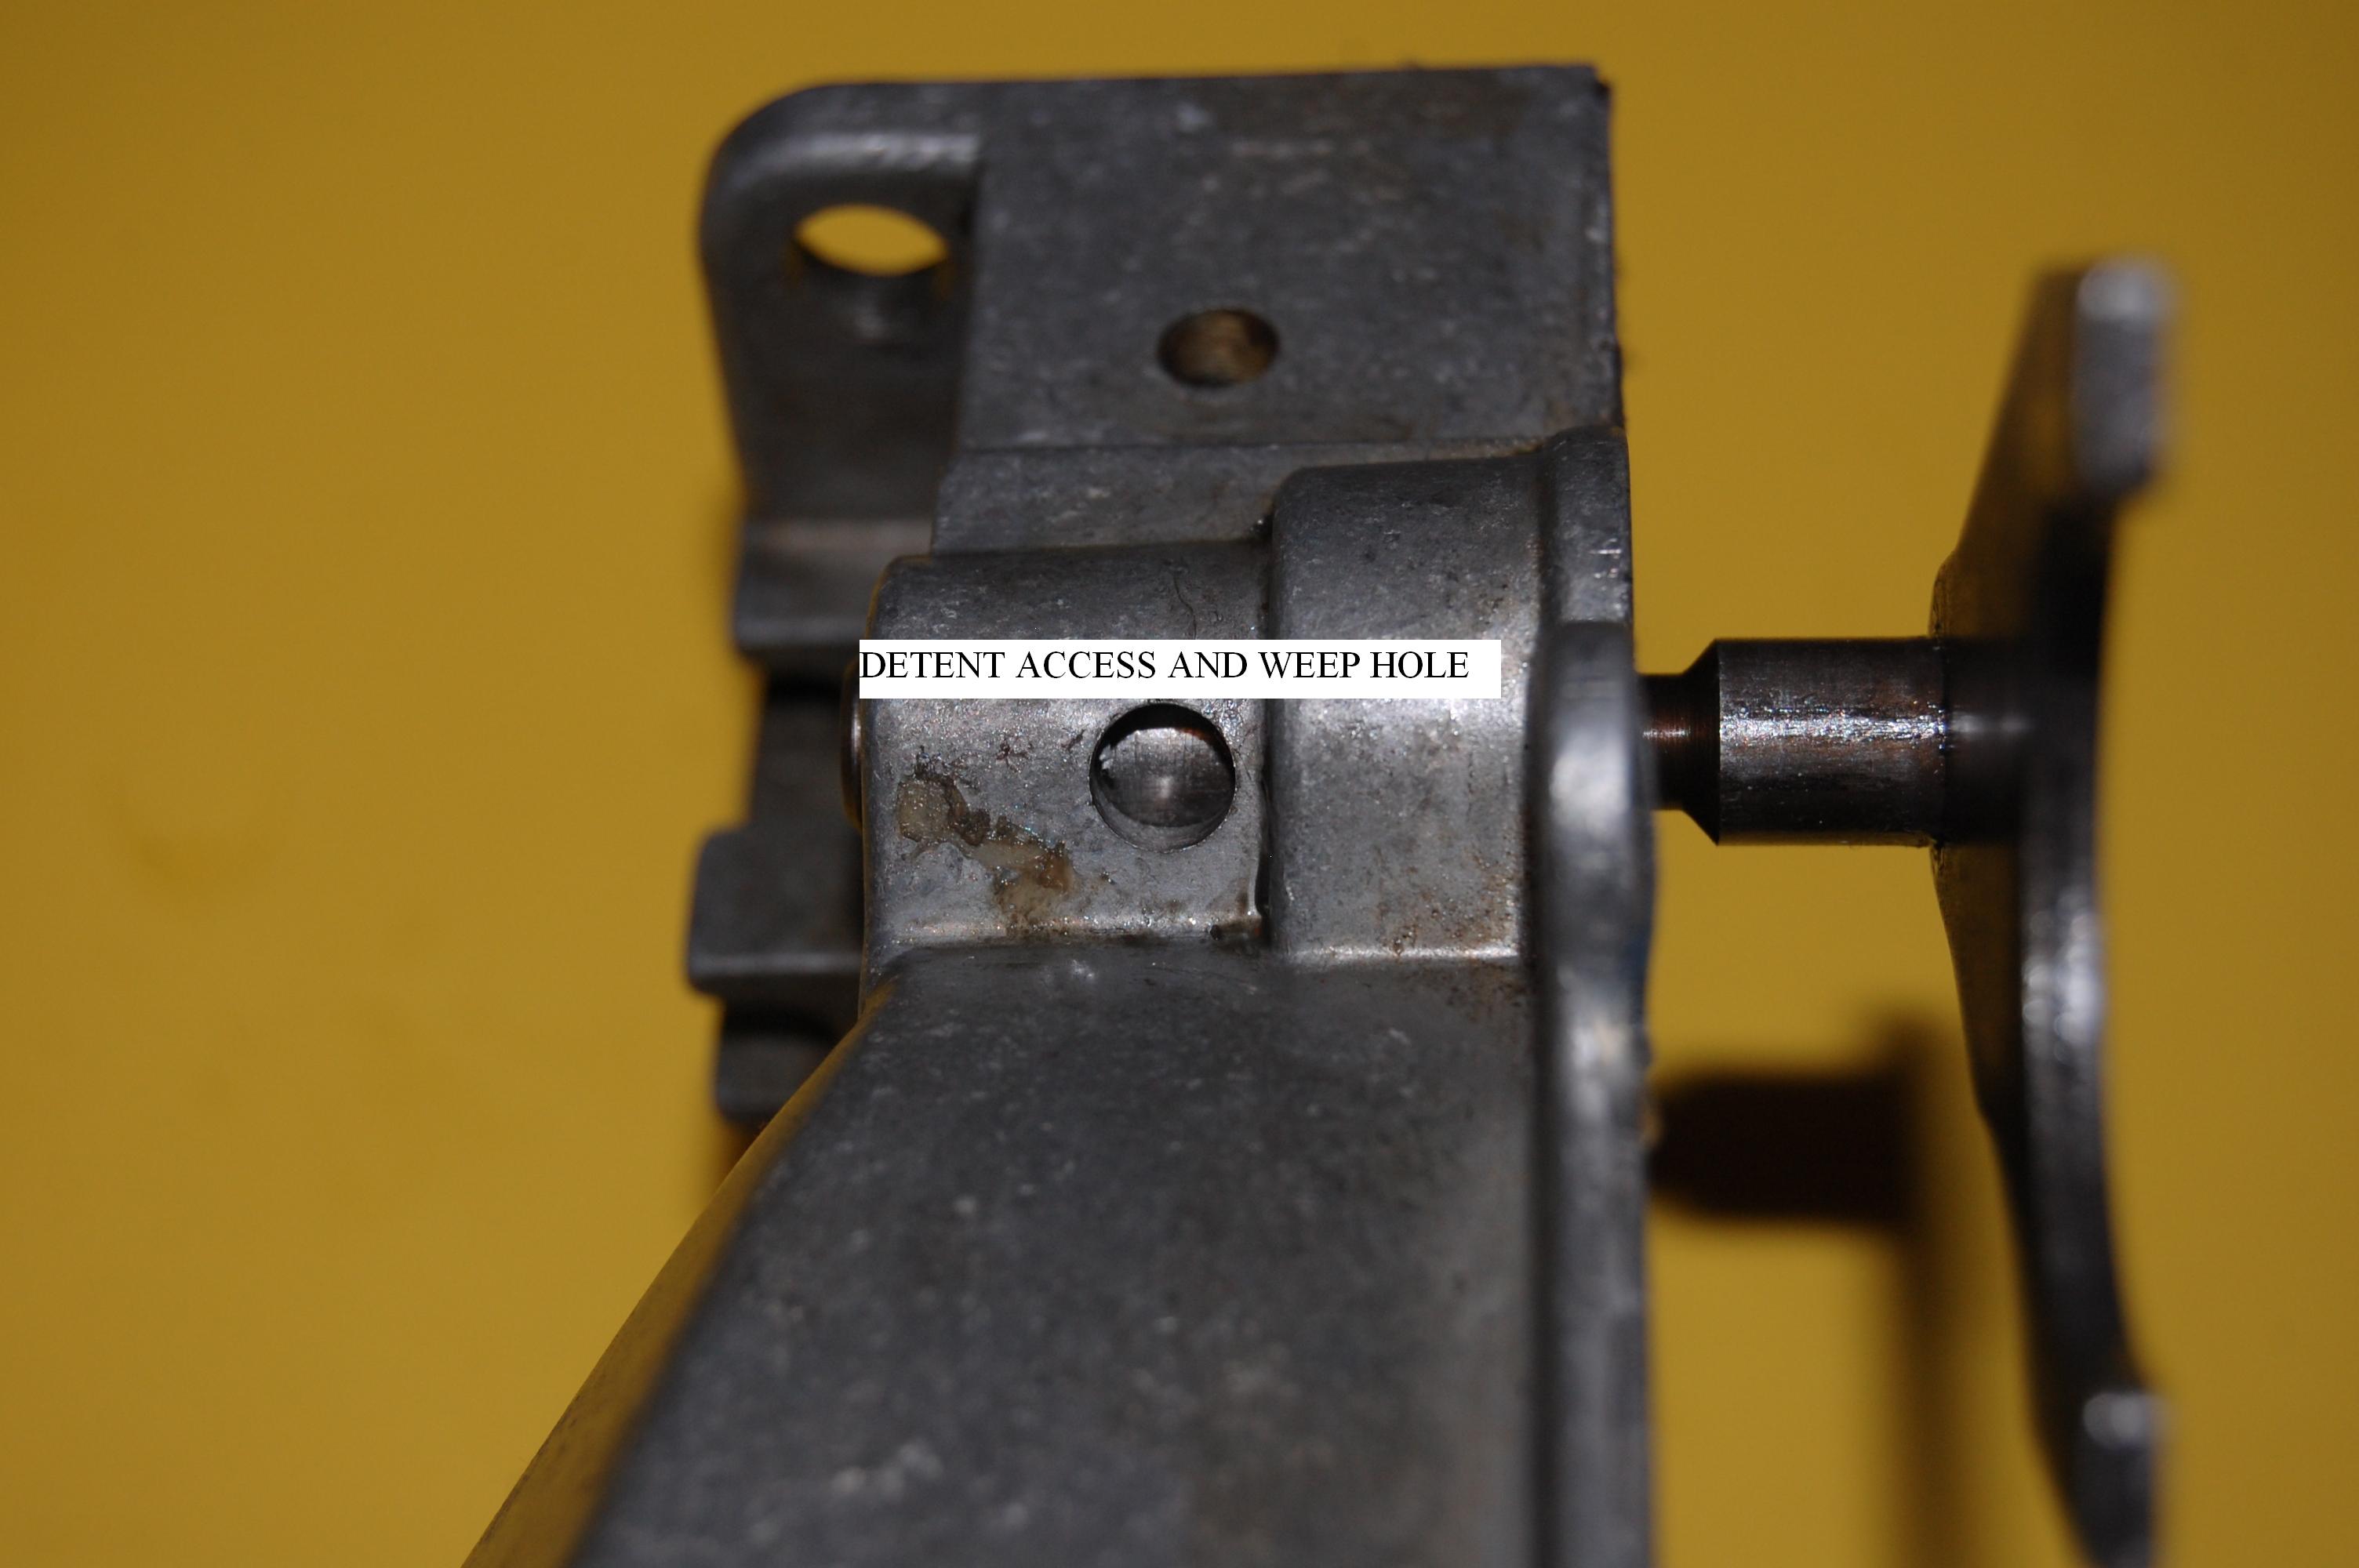 DETENT ACCESS AND WEEP HOLE